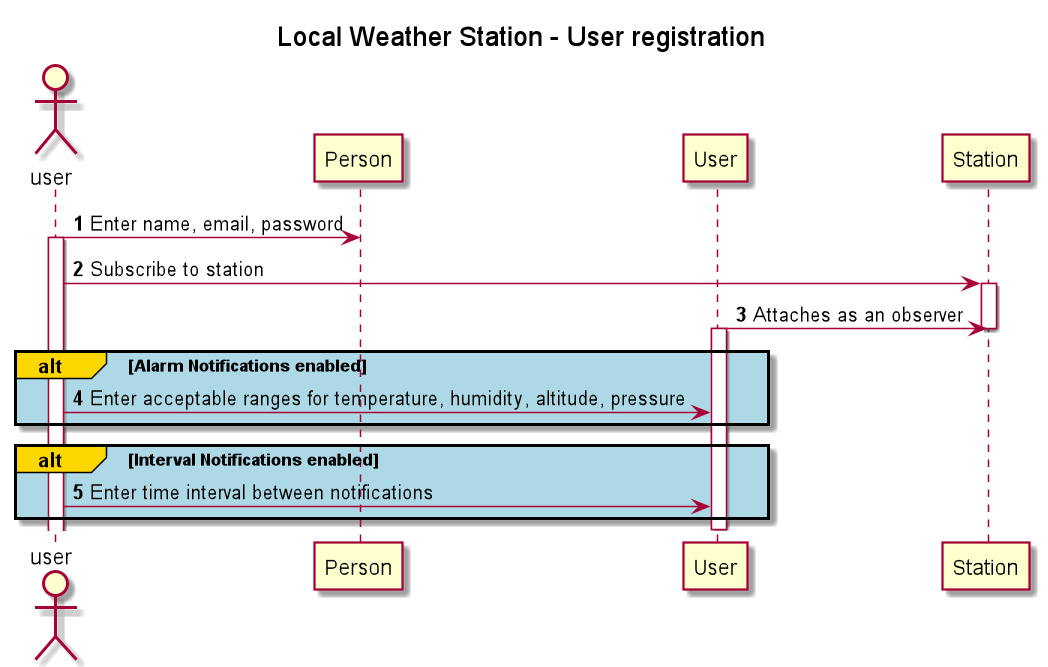 Local Weather Station - User registration
user
Person
User
Station
1 Enter name, email, password
2 Subscribe to station
3 Attaches as an observer
alt [Alarm Notifications enabled]
4 Enter acceptable ranges for temperature, humidity, altitude, pressure
alt [Interval Notifications enabled]
5 Enter time interval between notifications
user
Person
User
Station